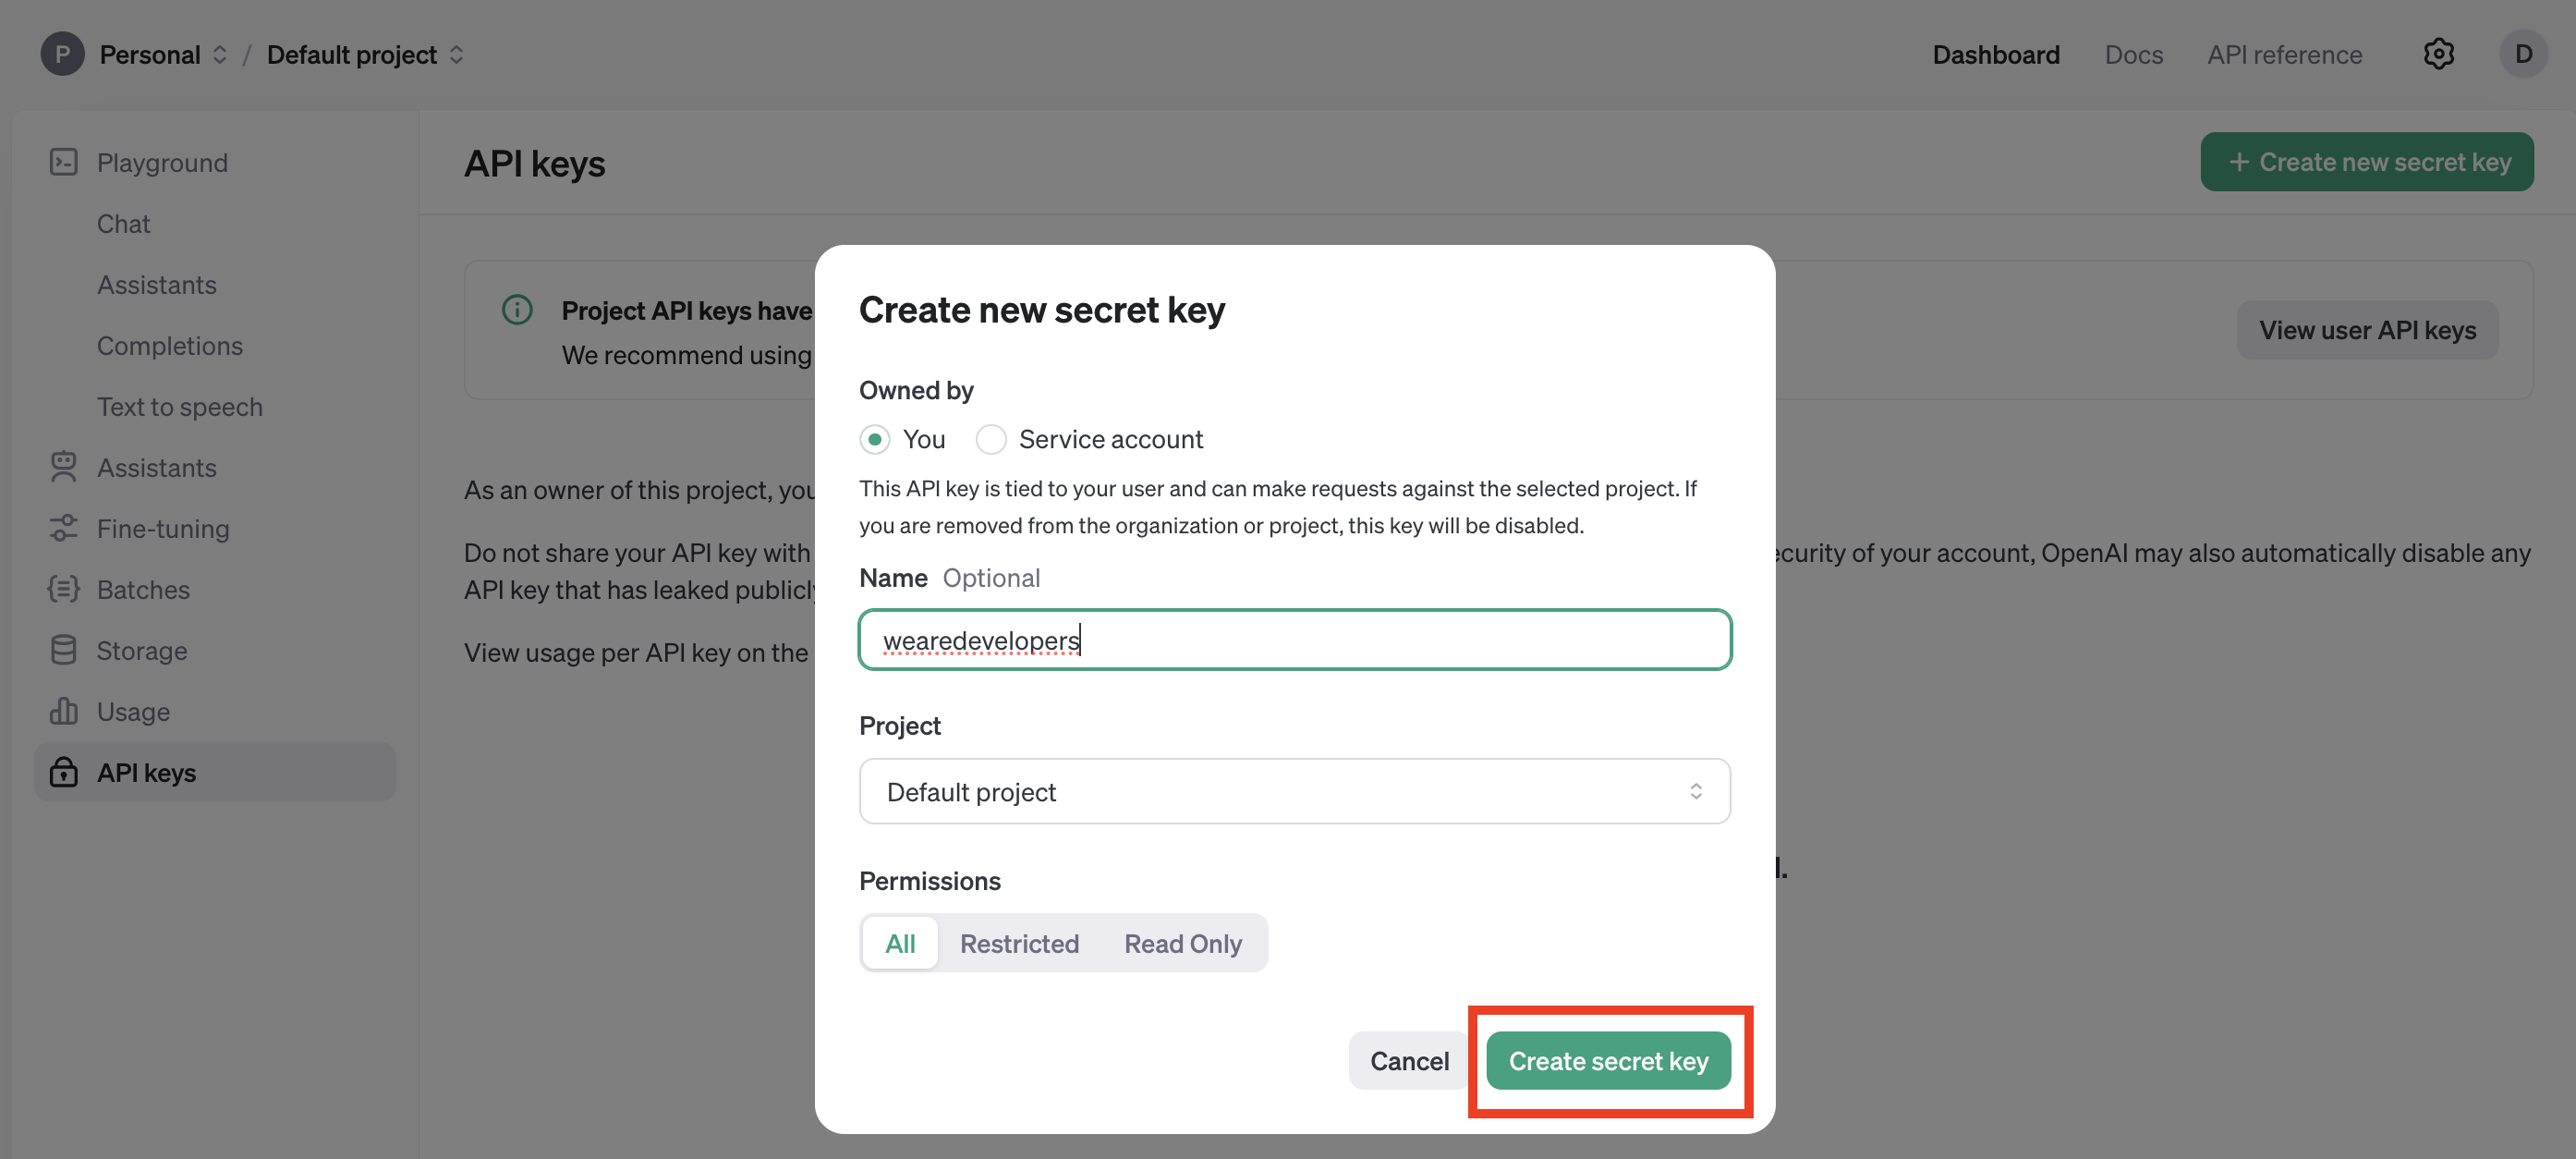 P Personal / Default project
Dashboard Docs API reference D
Playground
Chat
Assistants
Completions
Text to speech
Assistants
Fine-tuning
Batches
Storage
Usage
API keys
API keys
+ Create new secret key
Project API keys have
We recommend using
View user API keys
As an owner of this project, you
Do not share your API key with
ecurity of your account, OpenAI may also automatically disable any
API key that has leaked publicly
View usage per API key on the
Create new secret key
Owned by
You Service account
This API key is tied to your user and can make requests against the selected project. If
you are removed from the organization or project, this key will be disabled.
Name Optional
wearedevelopers
Project
Default project
Permissions
All Restricted Read Only
Cancel Create secret key